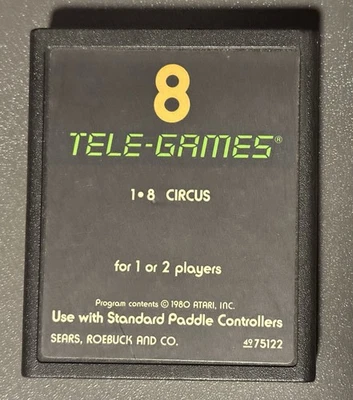 8
TELE-GAMES®
1•8 CIRCUS
for 1 or 2 players
Program contents © 1980 ATARI, INC.
Use with Standard Paddle Controllers
SEARS, ROEBUCK AND CO. 49 75122